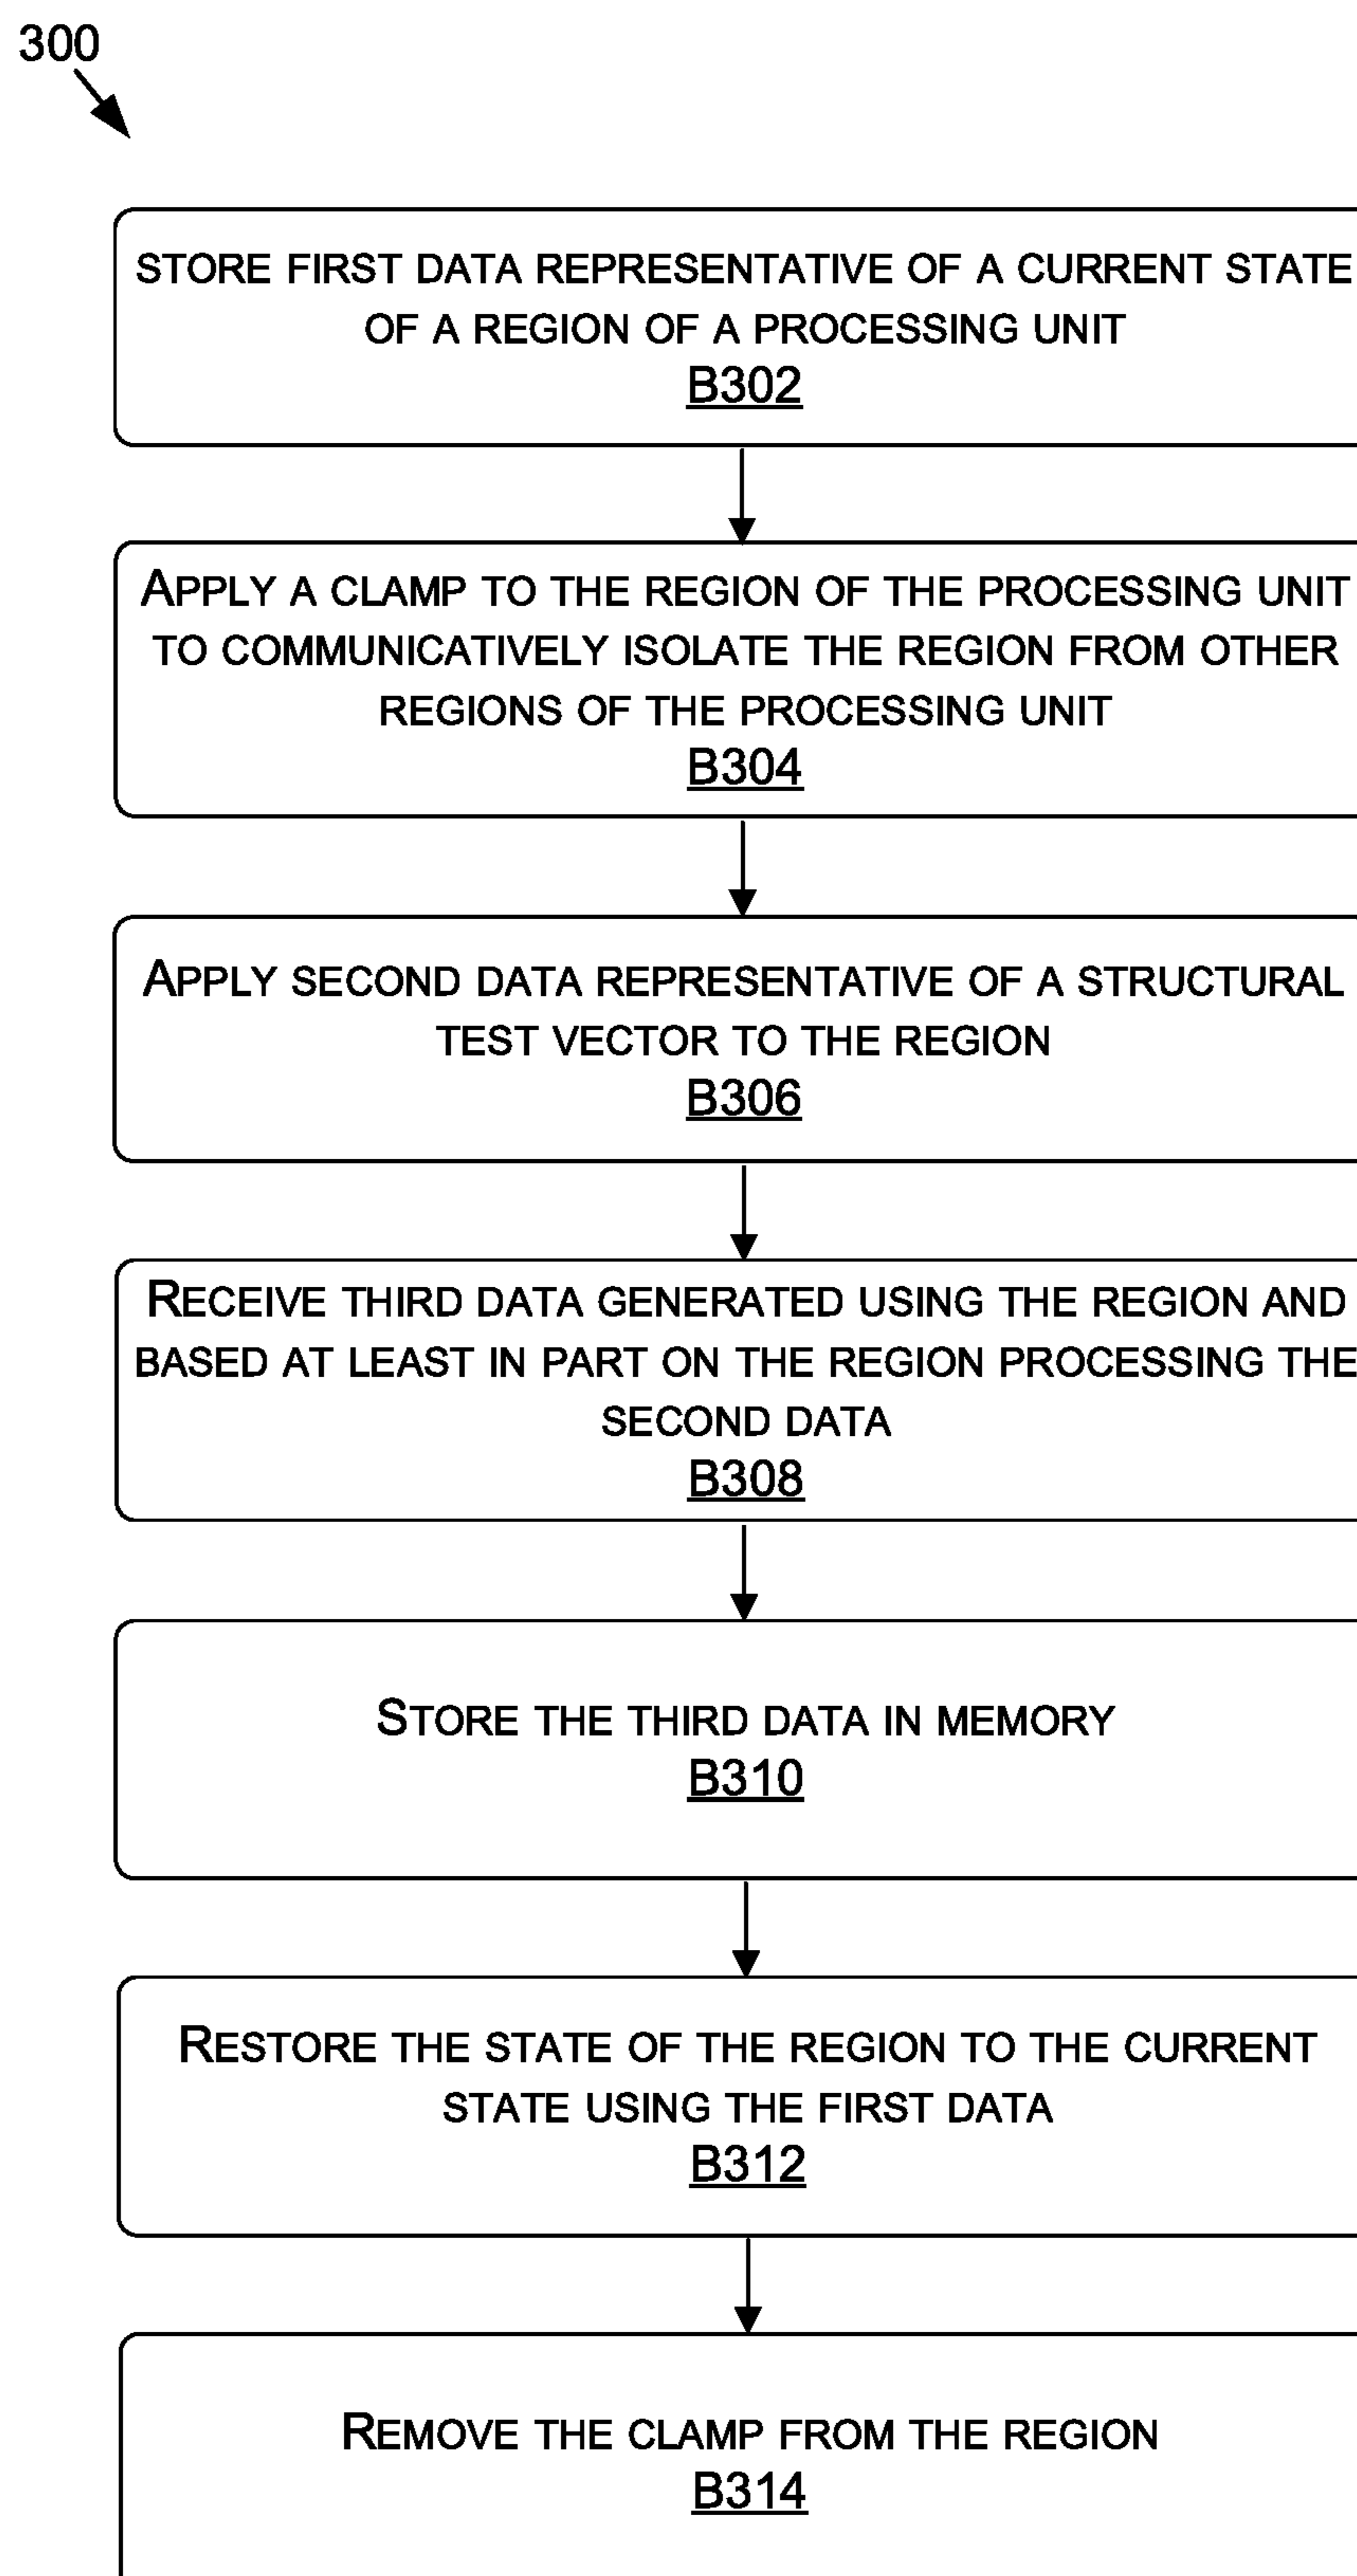 300
STORE FIRST DATA REPRESENTATIVE OF A CURRENT STATE
OF A REGION OF A PROCESSING UNIT
B302
APPLY A CLAMP TO THE REGION OF THE PROCESSING UNIT
TO COMMUNICATIVELY ISOLATE THE REGION FROM OTHER
REGIONS OF THE PROCESSING UNIT
B304
APPLY SECOND DATA REPRESENTATIVE OF A STRUCTURAL
TEST VECTOR TO THE REGION
B306
RECEIVE THIRD DATA GENERATED USING THE REGION AND
BASED AT LEAST IN PART ON THE REGION PROCESSING THE
SECOND DATA
B308
STORE THE THIRD DATA IN MEMORY
B310
RESTORE THE STATE OF THE REGION TO THE CURRENT
STATE USING THE FIRST DATA
B312
REMOVE THE CLAMP FROM THE REGION
B314